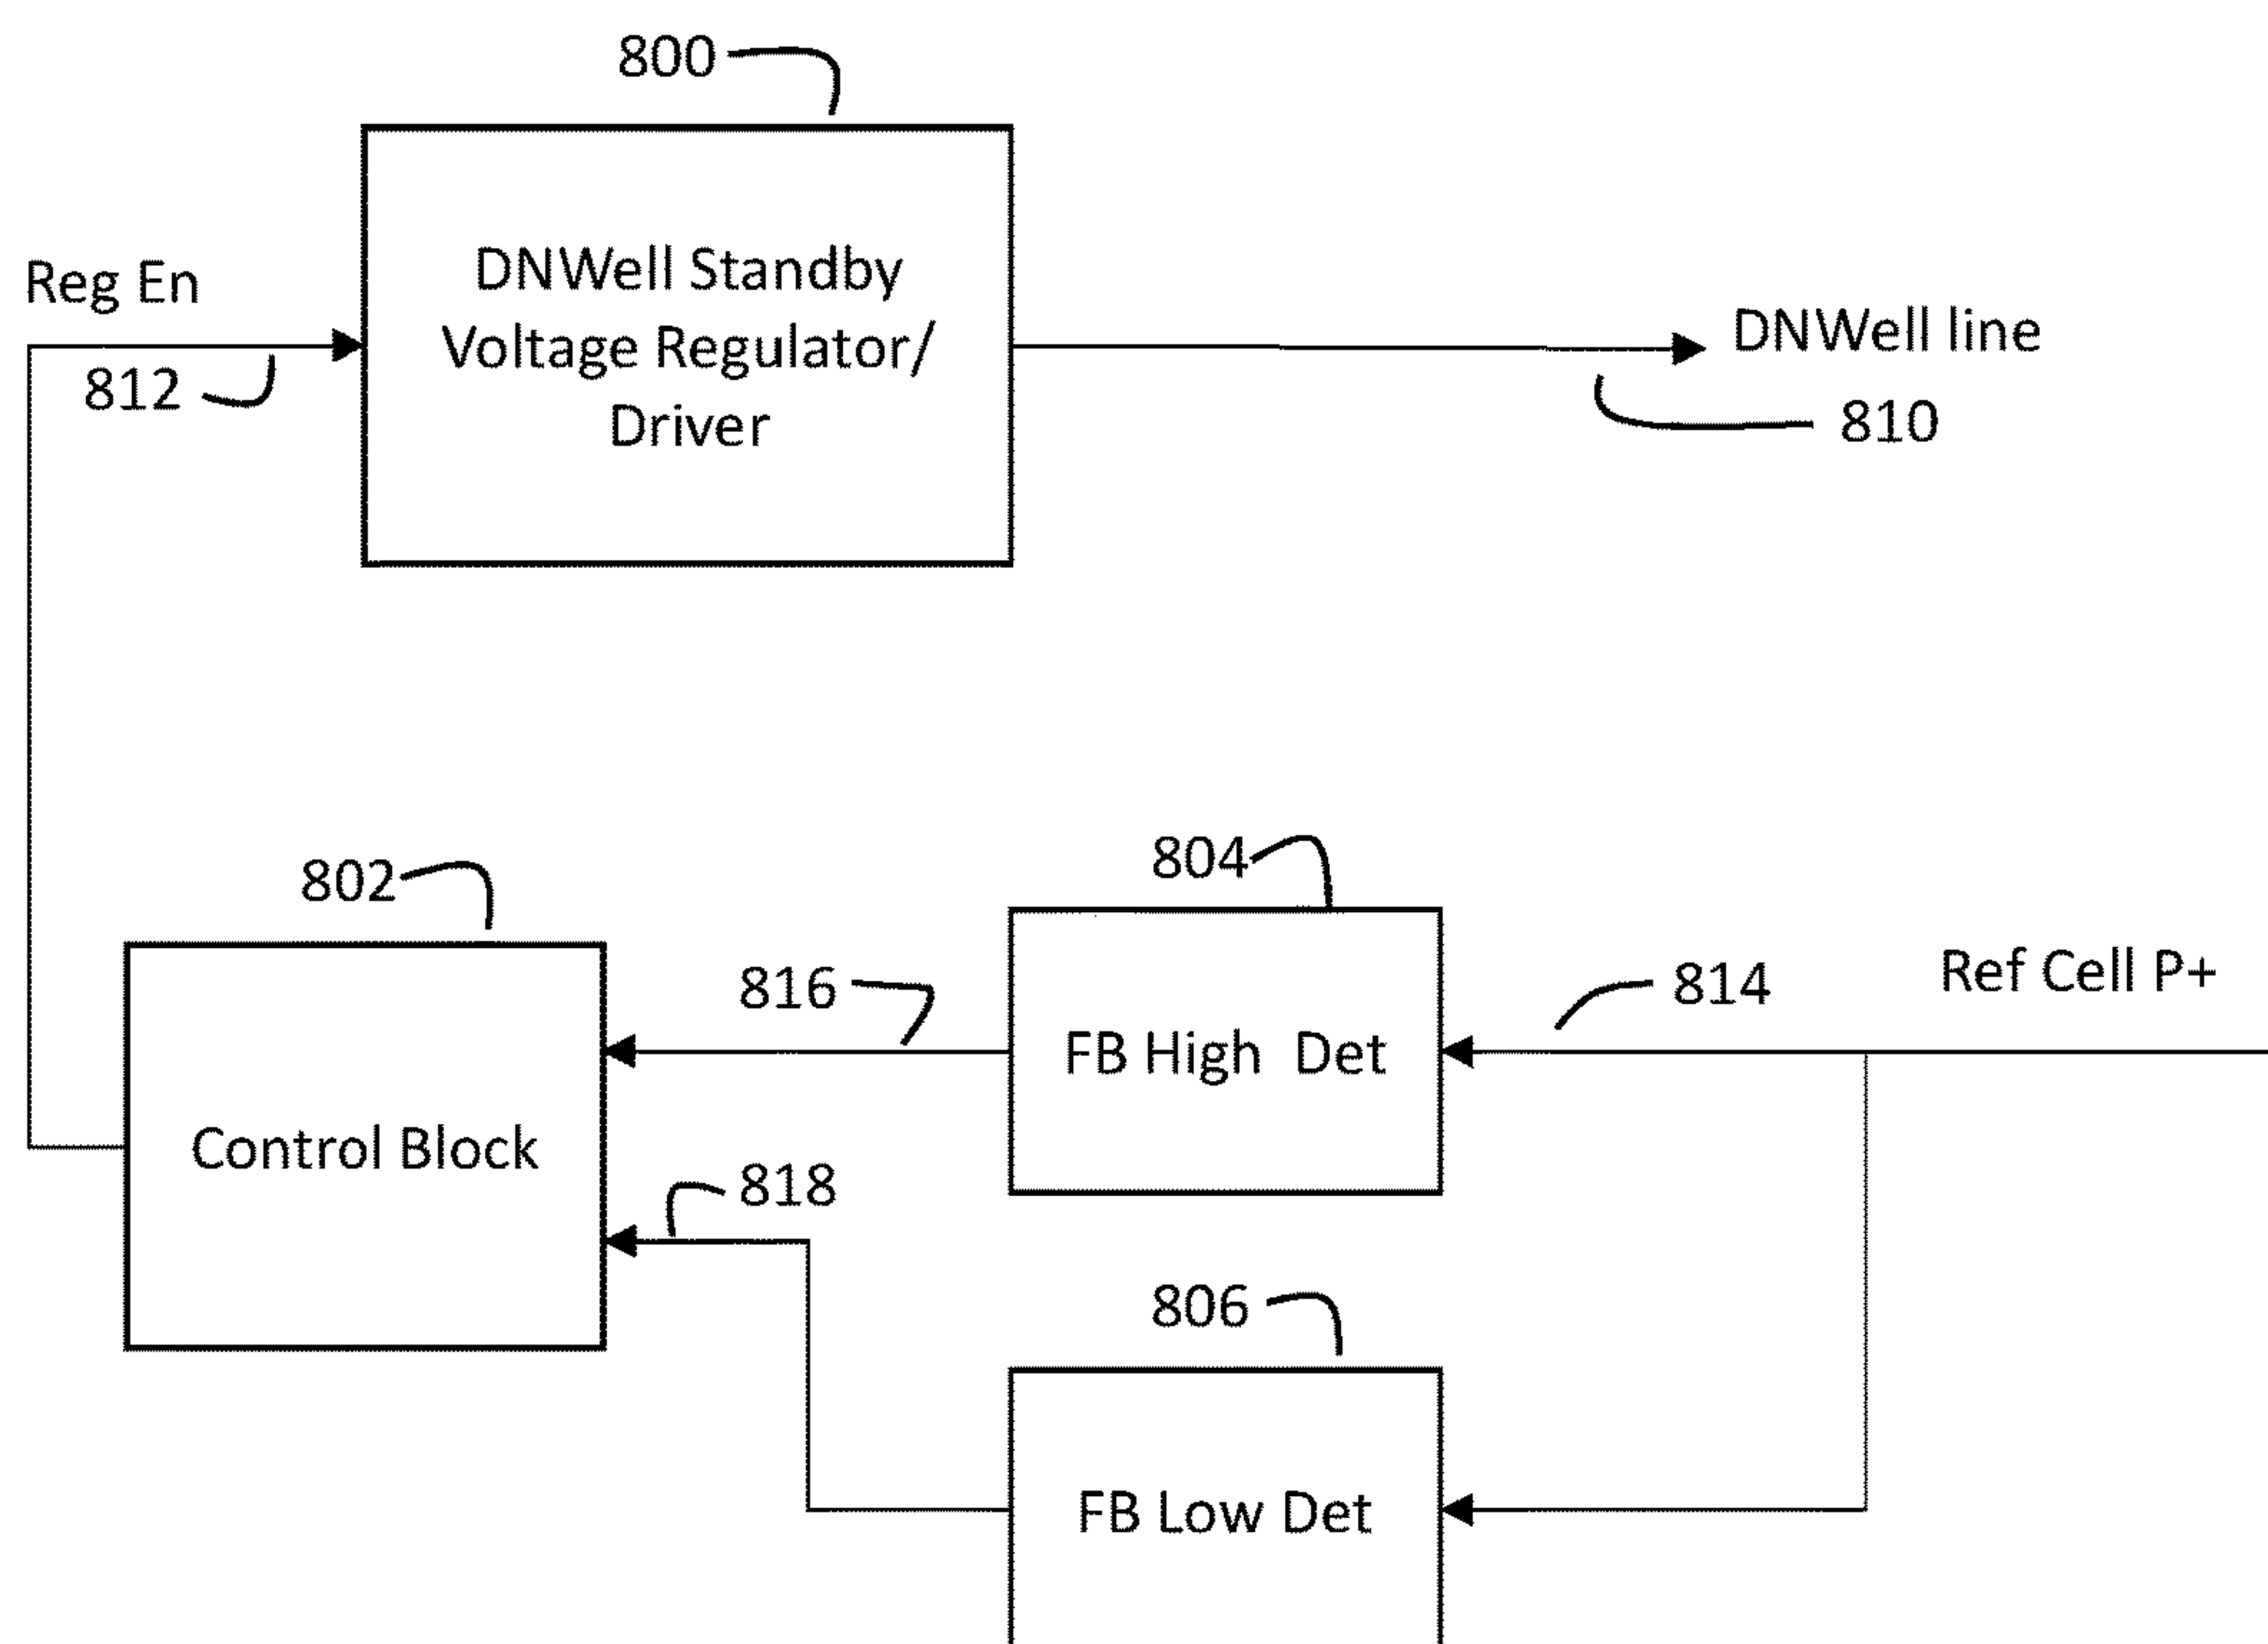 800
DNWell Standby
Voltage Regulator/
Driver
Reg En
812
DNWell line
810
802
Control Block
804
FB High Det
816
814
Ref Cell P+
818
806
FB Low Det